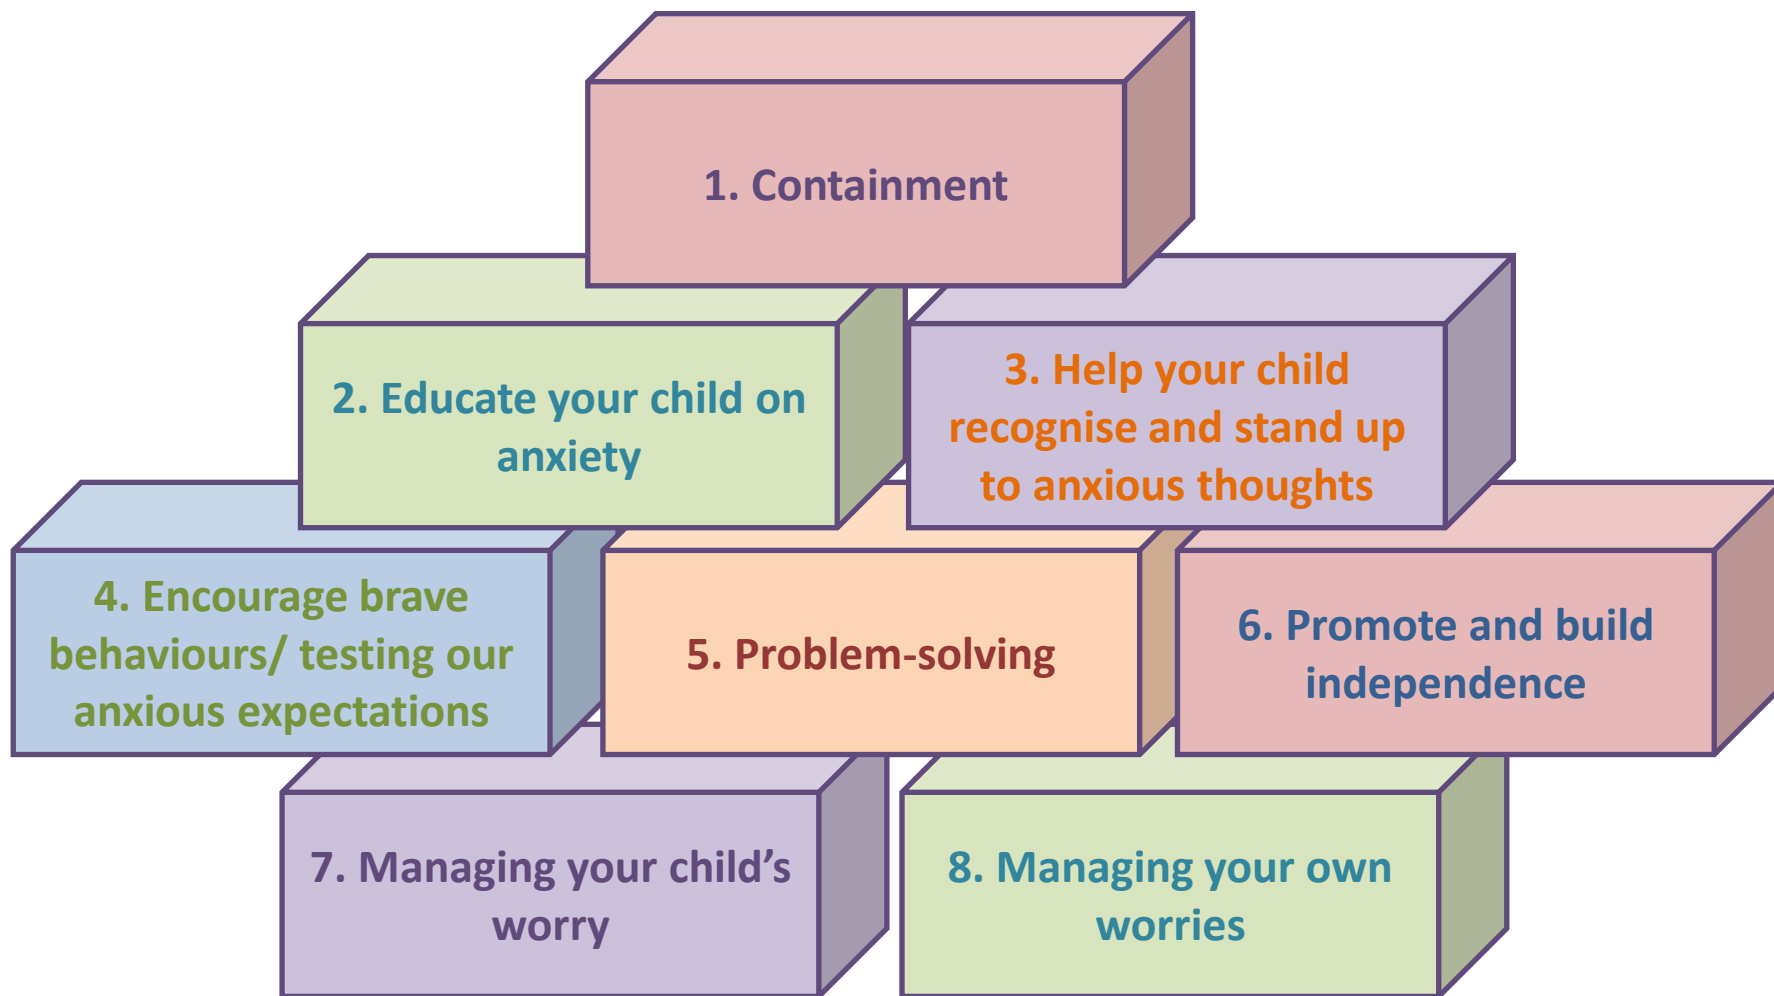 1. Containment
2. Educate your child on
anxiety
3. Help your child
recognise and stand up
to anxious thoughts
4. Encourage brave
behaviours/ testing our
anxious expectations
5. Problem-solving
6. Promote and build
independence
7. Managing your child’s
worry
8. Managing your own
worries